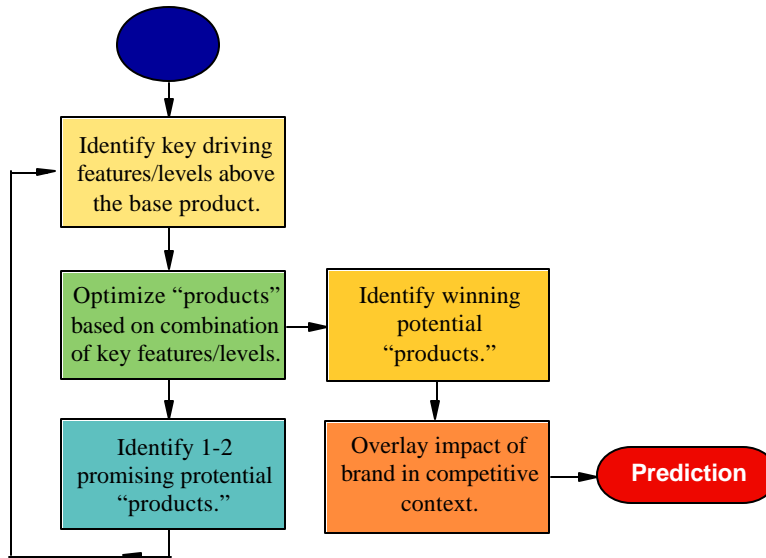 Identify key driving
features/levels above
the base product.
Optimize “products”
based on combination
of key features/levels.
Identify winning
potential
“products.”
Identify 1-2
promising protential
“products.”
Overlay impact of
brand in competitive
context.
Prediction